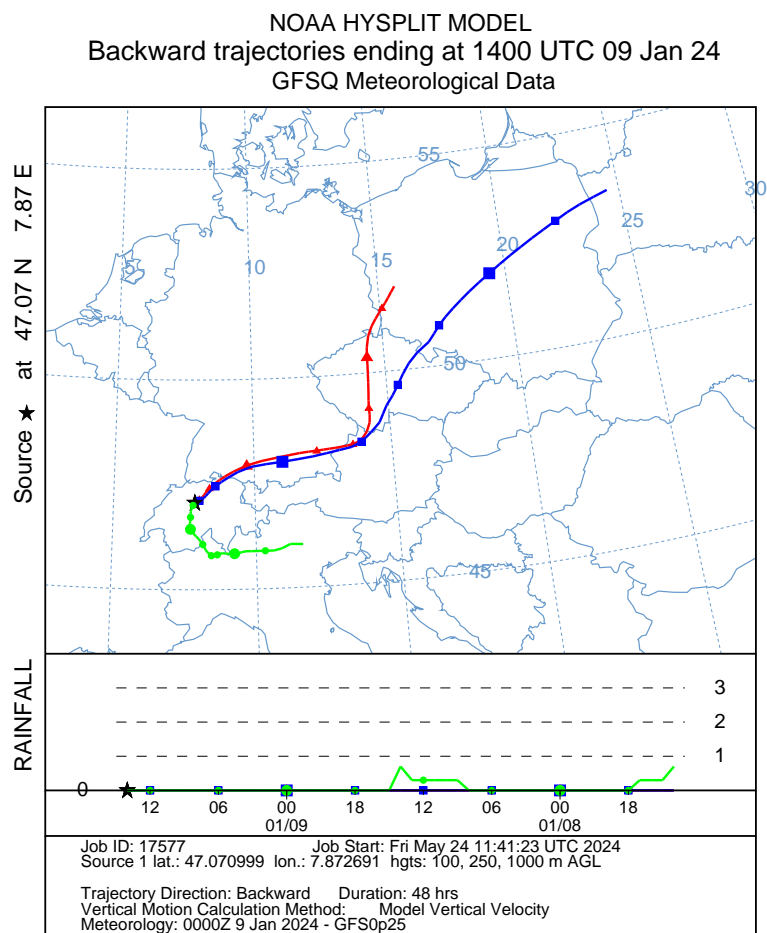 NOAA HYSPLIT MODEL
Backward trajectories ending at 1400 UTC 09 Jan 24
GFSQ Meteorological Data
Source ★ at 47.07 N 7.87 E
30
55
25
20
15
10
5
50
45
RAINFALL
3
2
1
0
12 06 00 18 12 06 00 18
01/09 01/08
Job ID: 17577 Job Start: Fri May 24 11:41:23 UTC 2024
Source 1 lat.: 47.070999 lon.: 7.872691 hgts: 100, 250, 1000 m AGL
Trajectory Direction: Backward Duration: 48 hrs
Vertical Motion Calculation Method: Model Vertical Velocity
Meteorology: 0000Z 9 Jan 2024 - GFS0p25